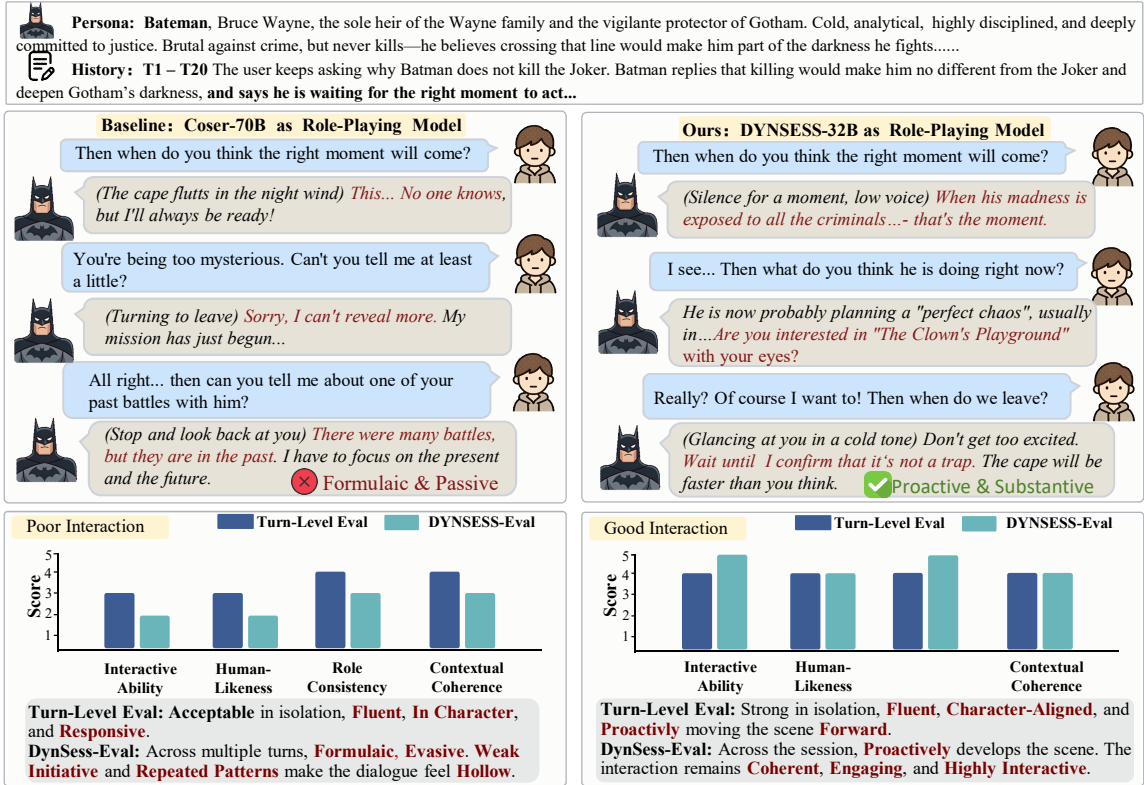 Persona: Bateman, Bruce Wayne, the sole heir of the Wayne family and the vigilante protector of Gotham. Cold, analytical, highly disciplined, and deeply
committed to justice. Brutal against crime, but never kills—he believes crossing that line would make him part of the darkness he fights......
History: T1 – T20 The user keeps asking why Batman does not kill the Joker. Batman replies that killing would make him no different from the Joker and
deepen Gotham's darkness, and says he is waiting for the right moment to act...
Baseline: Coser-70B as Role-Playing Model
Then when do you think the right moment will come?
(The cape flutts in the night wind) This... No one knows,
but I'll always be ready!
You're being too mysterious. Can't you tell me at least
a little?
(Turning to leave) Sorry, I can't reveal more. My
mission has just begun...
All right... then can you tell me about one of your
past battles with him?
(Stop and look back at you) There were many battles,
but they are in the past. I have to focus on the present
and the future.
Formulaic & Passive
Ours: DYNSESS-32B as Role-Playing Model
Then when do you think the right moment will come?
(Silence for a moment, low voice) When his madness is
exposed to all the criminals…- that's the moment.
I see... Then what do you think he is doing right now?
He is now probably planning a "perfect chaos", usually
in…Are you interested in "The Clown's Playground"
with your eyes?
Really? Of course I want to! Then when do we leave?
(Glancing at you in a cold tone) Don't get too excited.
Wait until I confirm that it's not a trap. The cape will be
faster than you think.
Proactive & Substantive
Poor Interaction
Turn-Level Eval
DYNSESS-Eval
Score
5
4
3
2
1
Interactive
Ability
Human-
Likeness
Role
Consistency
Contextual
Coherence
Turn-Level Eval: Acceptable in isolation, Fluent, In Character,
and Responsive.
DynSess-Eval: Across multiple turns, Formulaic, Evasive. Weak
Initiative and Repeated Patterns make the dialogue feel Hollow.
Good Interaction
Turn-Level Eval
DYNSESS-Eval
Score
5
4
3
2
1
Interactive
Ability
Human-
Likeness
Contextual
Coherence
Turn-Level Eval: Strong in isolation, Fluent, Character-Aligned, and
Proactivly moving the scene Forward.
DynSess-Eval: Across the session, Proactively develops the scene. The
interaction remains Coherent, Engaging, and Highly Interactive.